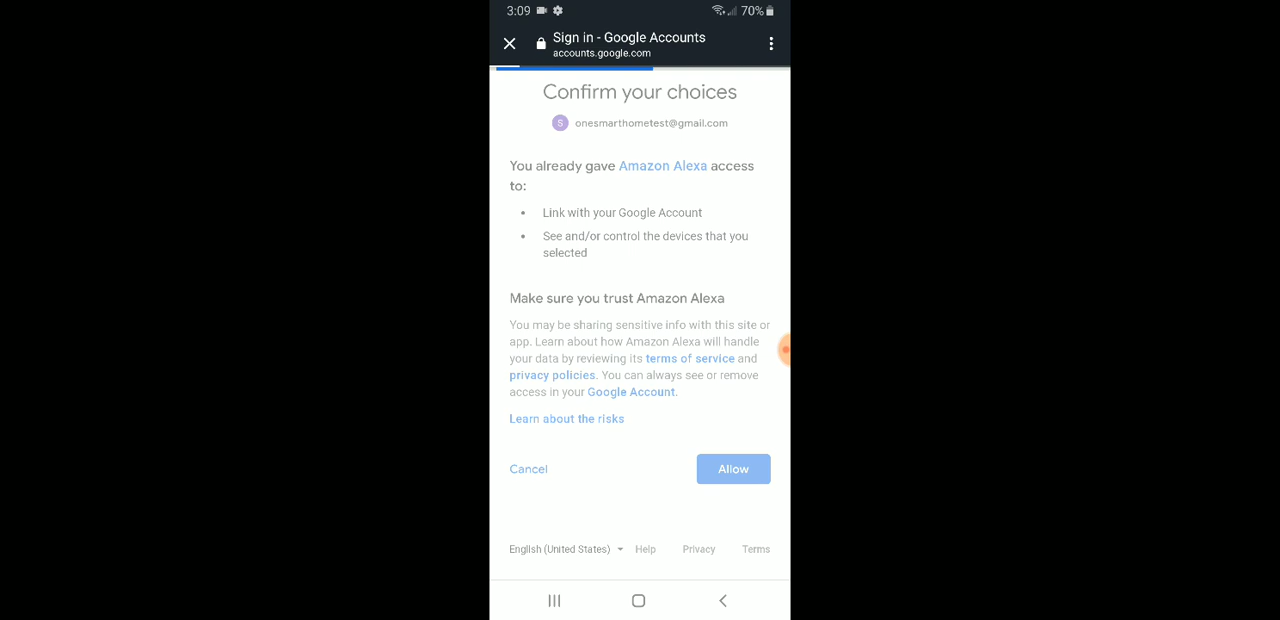 3:09
70%
Sign in - Google Accounts
accounts.google.com
Confirm your choices
S onesmarthometest@gmail.com
You already gave Amazon Alexa access
to:
• Link with your Google Account
• See and/or control the devices that you
selected
Make sure you trust Amazon Alexa
You may be sharing sensitive info with this site or
app. Learn about how Amazon Alexa will handle
your data by reviewing its terms of service and
privacy policies. You can always see or remove
access in your Google Account.
Learn about the risks
Cancel
Allow
English (United States) Help Privacy Terms